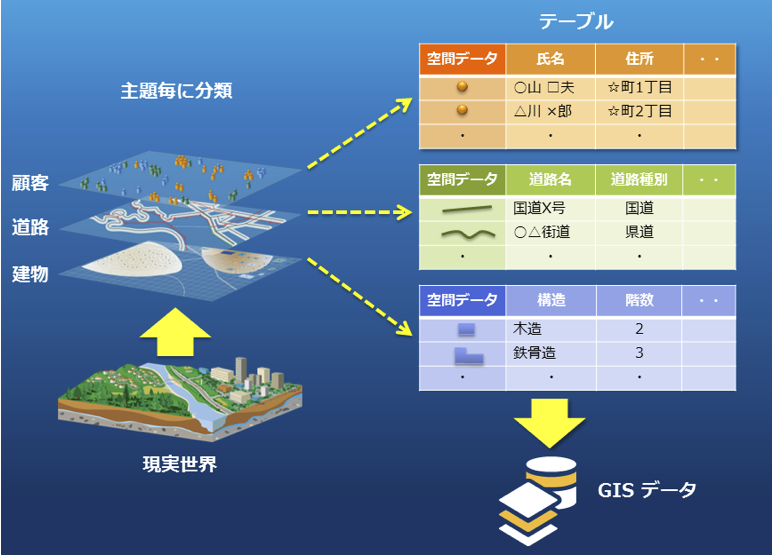 テーブル
主題毎に分類
空間データ 氏名 住所 ・・
○山 □夫 ☆町1丁目
△川 ×郎 ☆町2丁目
・ ・ ・
顧客
道路
建物
空間データ 道路名 道路種別 ・・
国道X号 国道
○△街道 県道
・ ・ ・
空間データ 構造 階数 ・・
木造 2
鉄骨造 3
・ ・ ・
現実世界
GIS データ